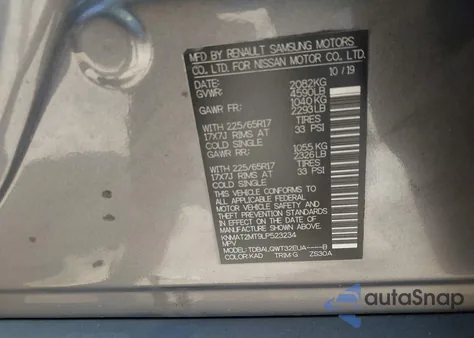 MFD BY RENAULT SAMSUNG MOTORS
CO., LTD. FOR NISSAN MOTOR CO., LTD.
DATE: 10 / 19
GVWR: 2082KG
4590LB
GAWR FR: 1040KG
2293LB
WITH 225/65R17 TIRES
17X7J RIMS AT 33 PSI
COLD SINGLE
GAWR RR: 1055 KG
2326LB
WITH 225/65R17 TIRES
17X7J RIMS AT 33 PSI
COLD SINGLE
THIS VEHICLE CONFORMS TO
ALL APPLICABLE FEDERAL
MOTOR VEHICLE SAFETY AND
THEFT PREVENTION STANDARDS
IN EFFECT ON THE DATE OF
MANUFACTURE SHOWN ABOVE.
KNMAT2MT9LP523234
MPV
MODEL: TDBALGWT32EUA----B
COLOR: KAD TRIM: G ZS30A
autaSnap